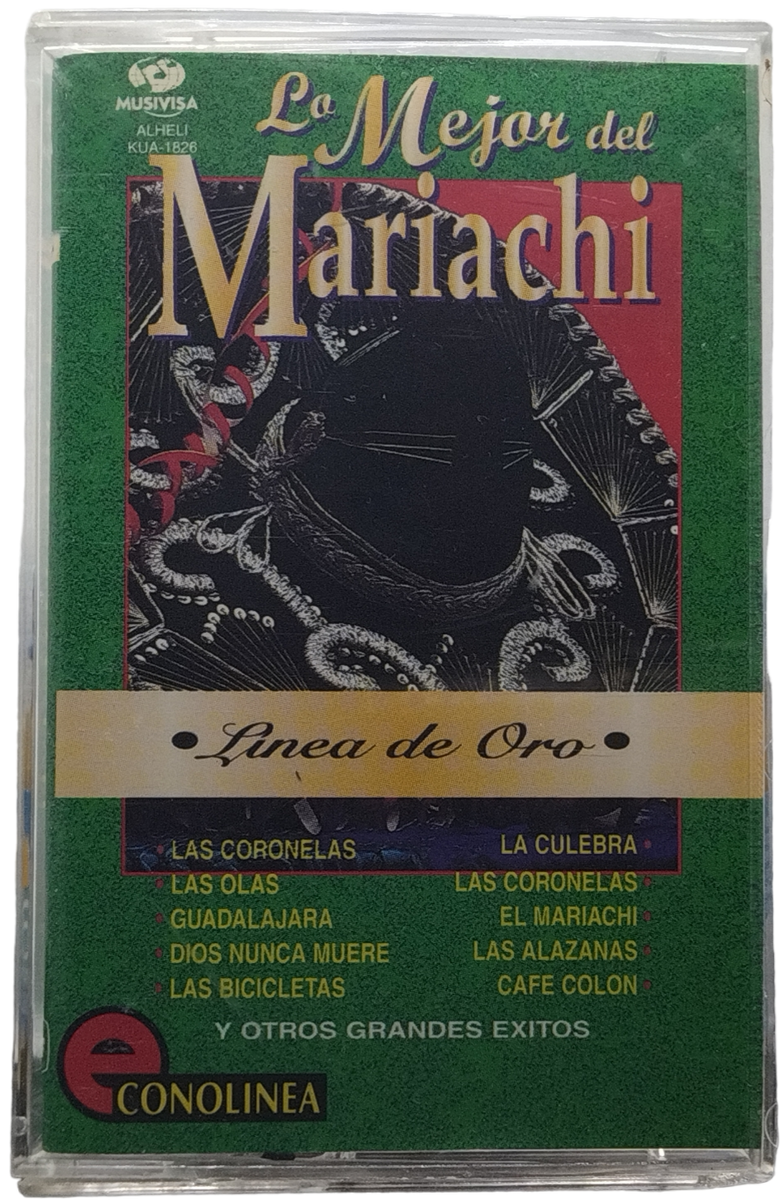 MUSIVISA
ALHELI
KUA-1826
Lo Mejor del
Mariachi
• Linea de Oro •
• LAS CORONELAS
• LAS OLAS
• GUADALAJARA
• DIOS NUNCA MUERE
• LAS BICICLETAS
LA CULEBRA •
LAS CORONELAS •
EL MARIACHI •
LAS ALAZANAS •
CAFE COLON •
Y OTROS GRANDES EXITOS
eCONOLINEA